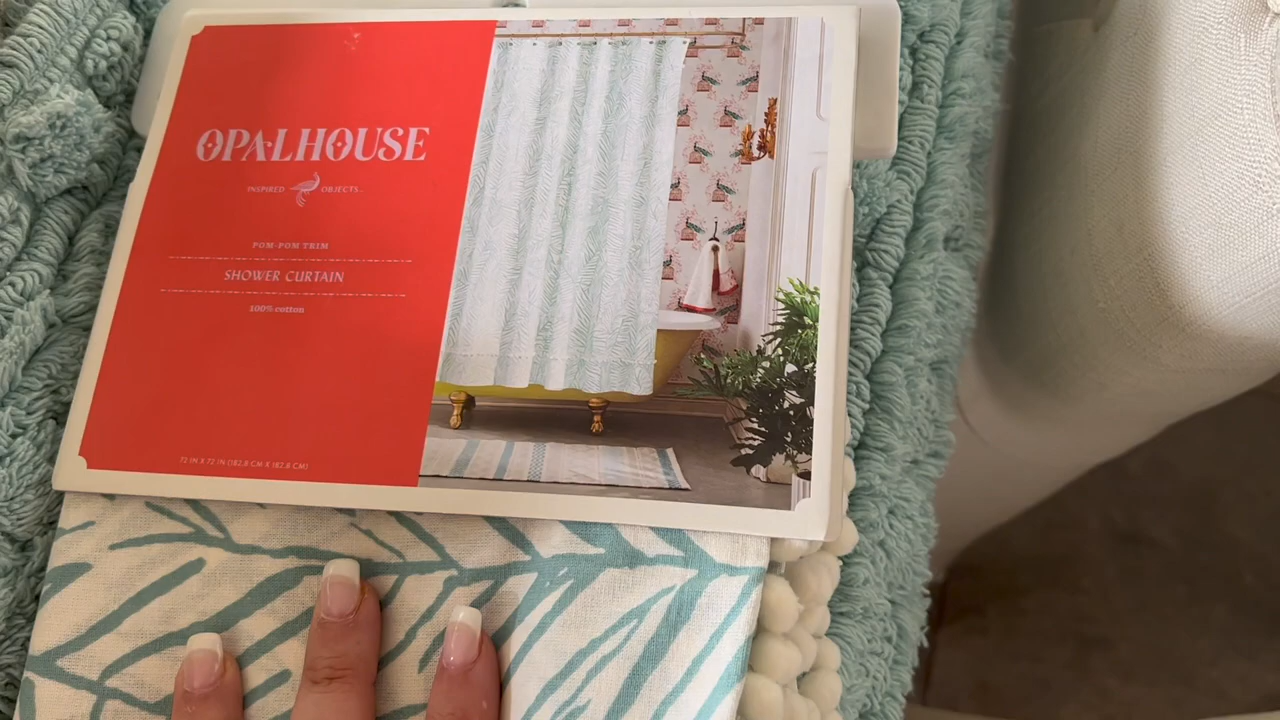 OPALHOUSE
INSPIRED OBJECTS
POM-POM TRIM
SHOWER CURTAIN
100% cotton
72 IN X 72 IN (182.8 CM X 182.8 CM)